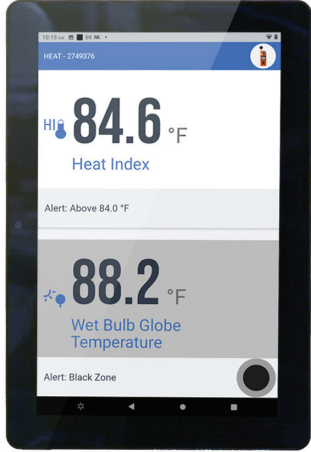 10:19 PM
HEAT - 2749376
HI
84.6 °F
Heat Index
Alert: Above 84.0 °F
88.2 °F
Wet Bulb Globe
Temperature
Alert: Black Zone